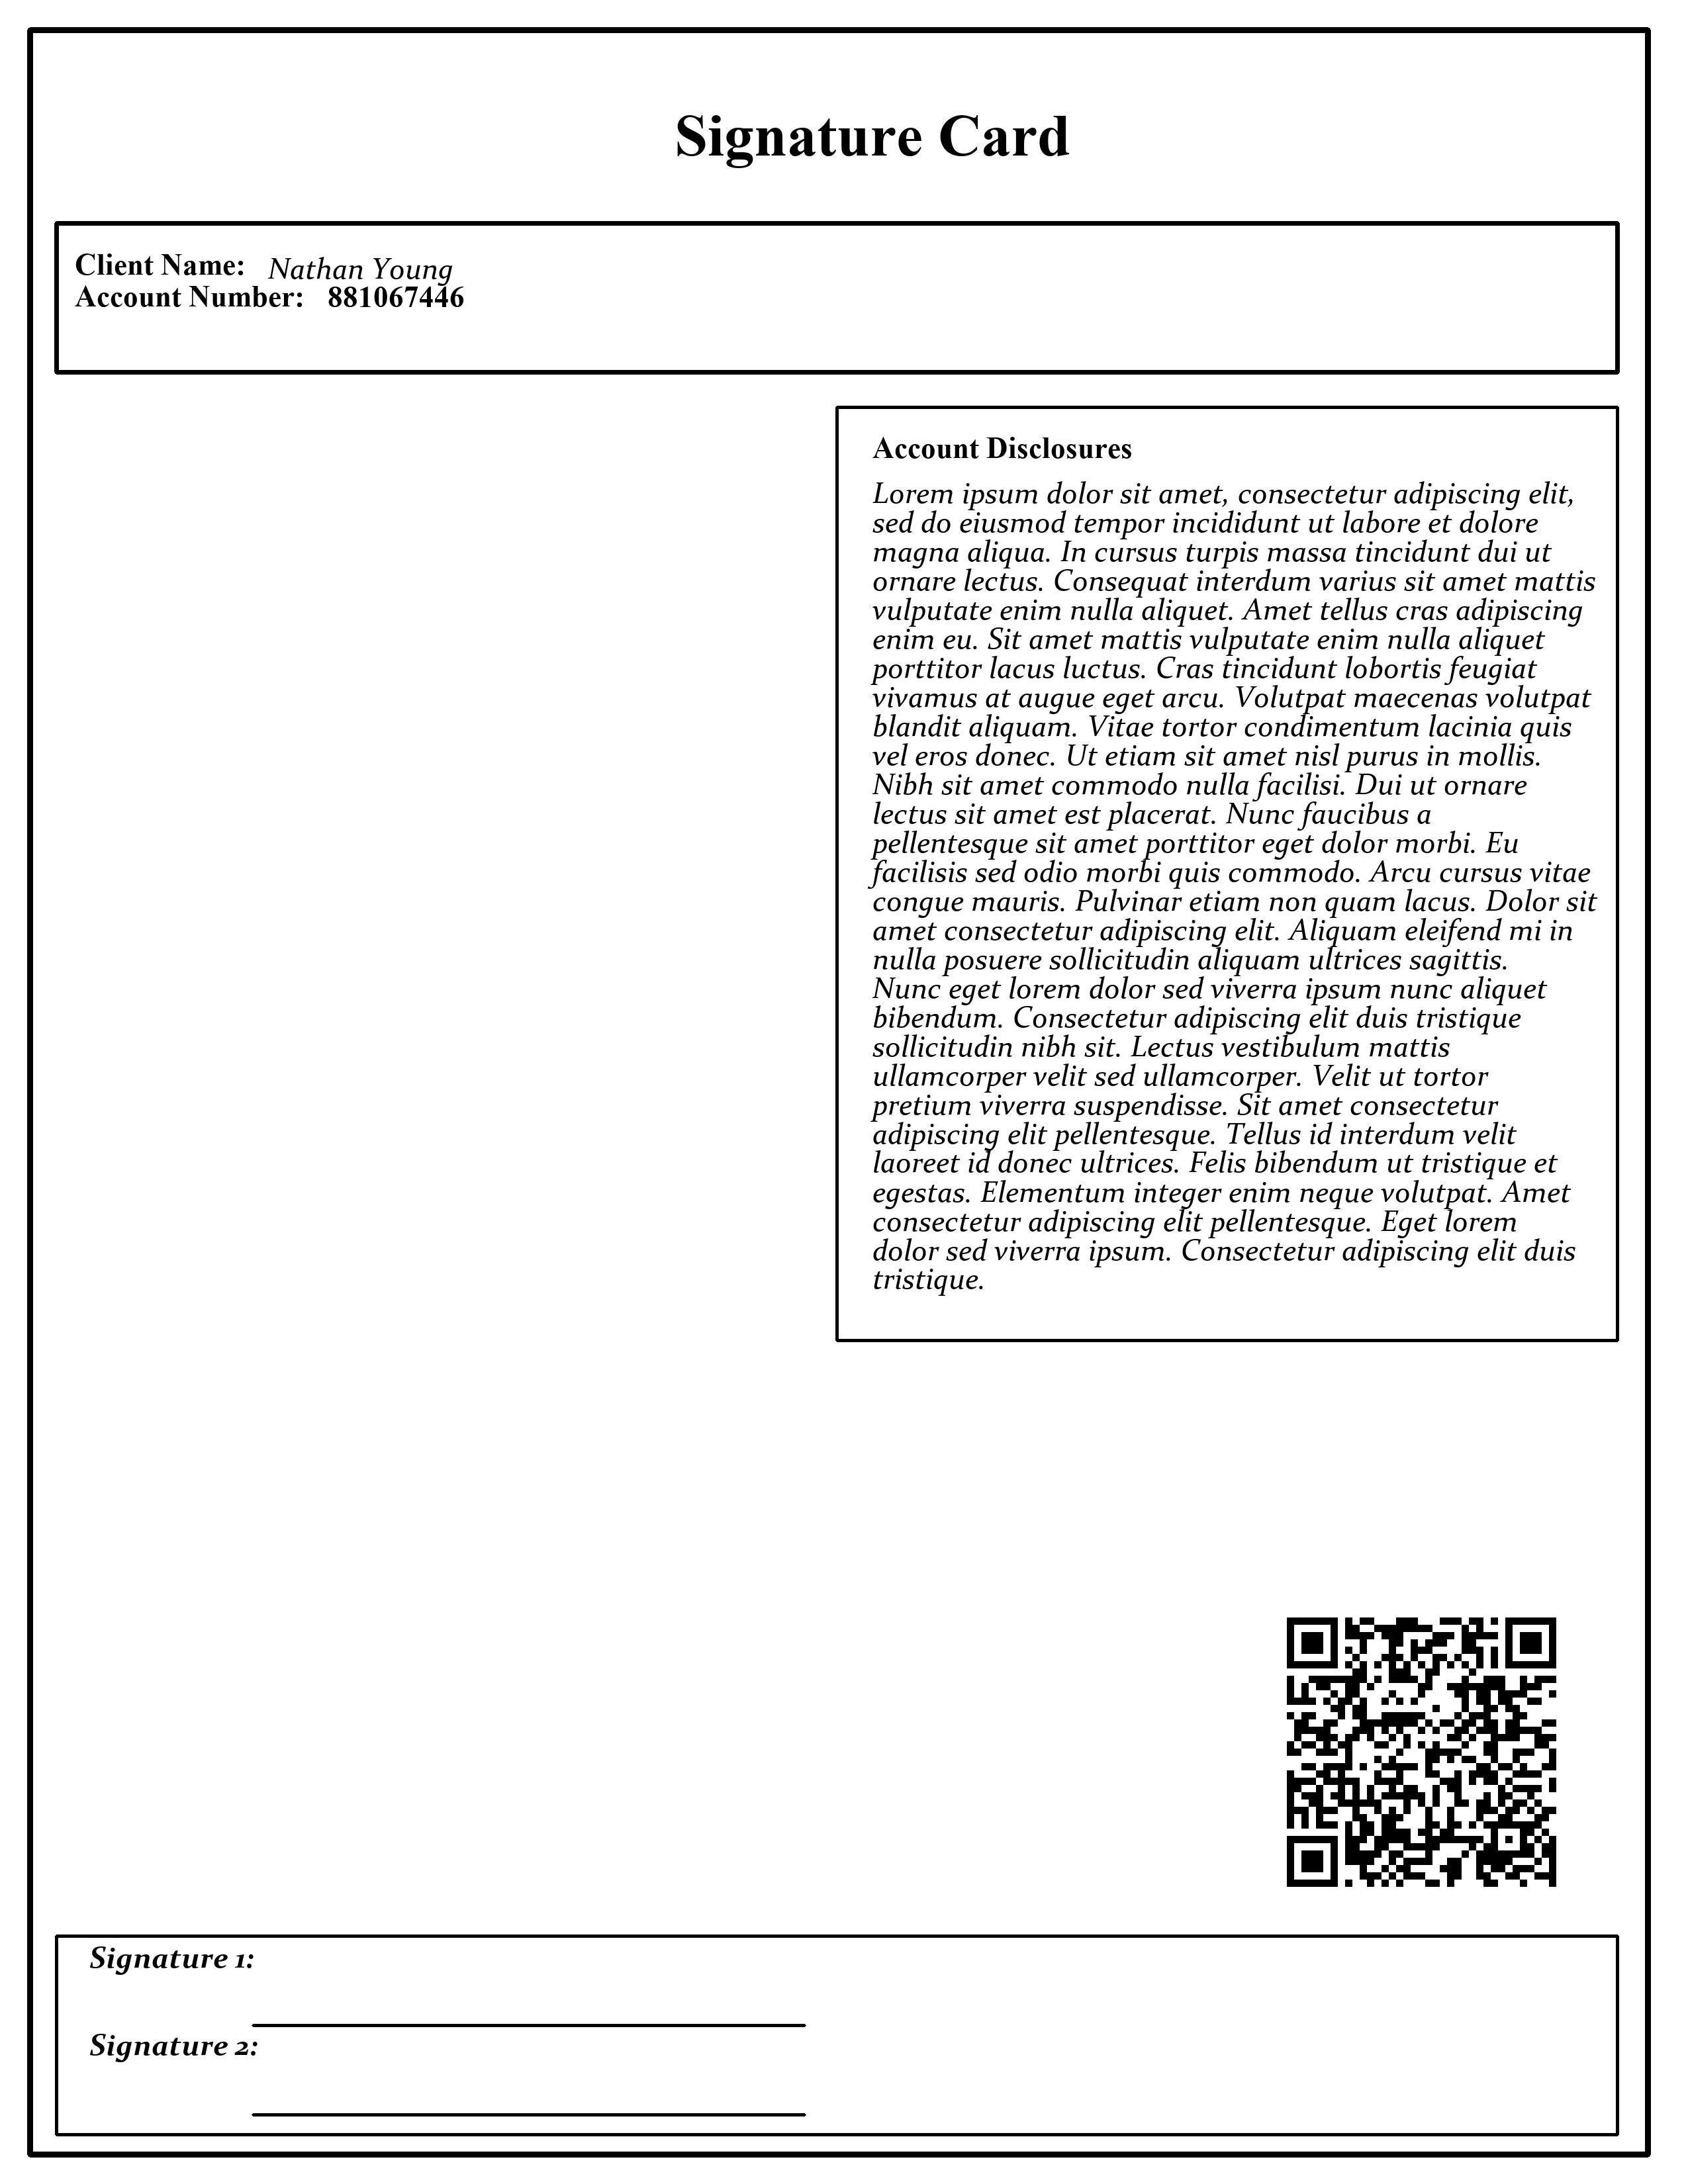 Signature Card
Client Name: Nathan Young
Account Number: 881067446
Account Disclosures
Lorem ipsum dolor sit amet, consectetur adipiscing elit,
sed do eiusmod tempor incididunt ut labore et dolore
magna aliqua. In cursus turpis massa tincidunt dui ut
ornare lectus. Consequat interdum varius sit amet mattis
vulputate enim nulla aliquet. Amet tellus cras adipiscing
enim eu. Sit amet mattis vulputate enim nulla aliquet
porttitor lacus luctus. Cras tincidunt lobortis feugiat
vivamus at augue eget arcu. Volutpat maecenas volutpat
blandit aliquam. Vitae tortor condimentum lacinia quis
vel eros donec. Ut etiam sit amet nisl purus in mollis.
Nibh sit amet commodo nulla facilisi. Dui ut ornare
lectus sit amet est placerat. Nunc faucibus a
pellentesque sit amet porttitor eget dolor morbi. Eu
facilisis sed odio morbi quis commodo. Arcu cursus vitae
congue mauris. Pulvinar etiam non quam lacus. Dolor sit
amet consectetur adipiscing elit. Aliquam eleifend mi in
nulla posuere sollicitudin aliquam ultrices sagittis.
Nunc eget lorem dolor sed viverra ipsum nunc aliquet
bibendum. Consectetur adipiscing elit duis tristique
sollicitudin nibh sit. Lectus vestibulum mattis
ullamcorper velit sed ullamcorper. Velit ut tortor
pretium viverra suspendisse. Sit amet consectetur
adipiscing elit pellentesque. Tellus id interdum velit
laoreet id donec ultrices. Felis bibendum ut tristique et
egestas. Elementum integer enim neque volutpat. Amet
consectetur adipiscing elit pellentesque. Eget lorem
dolor sed viverra ipsum. Consectetur adipiscing elit duis
tristique.
Signature 1:
Signature 2: